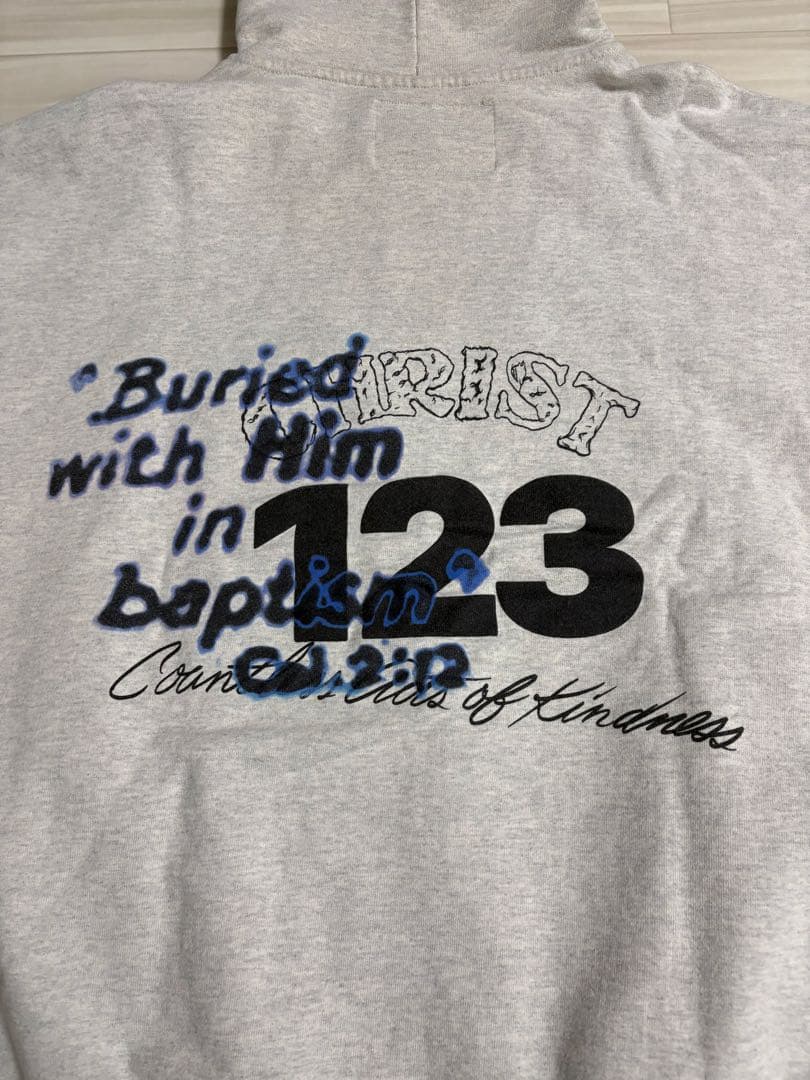 CHRIST
"Buried
with Him
in
baptism"
Col 2:12
123
Countless Acts of Kindness